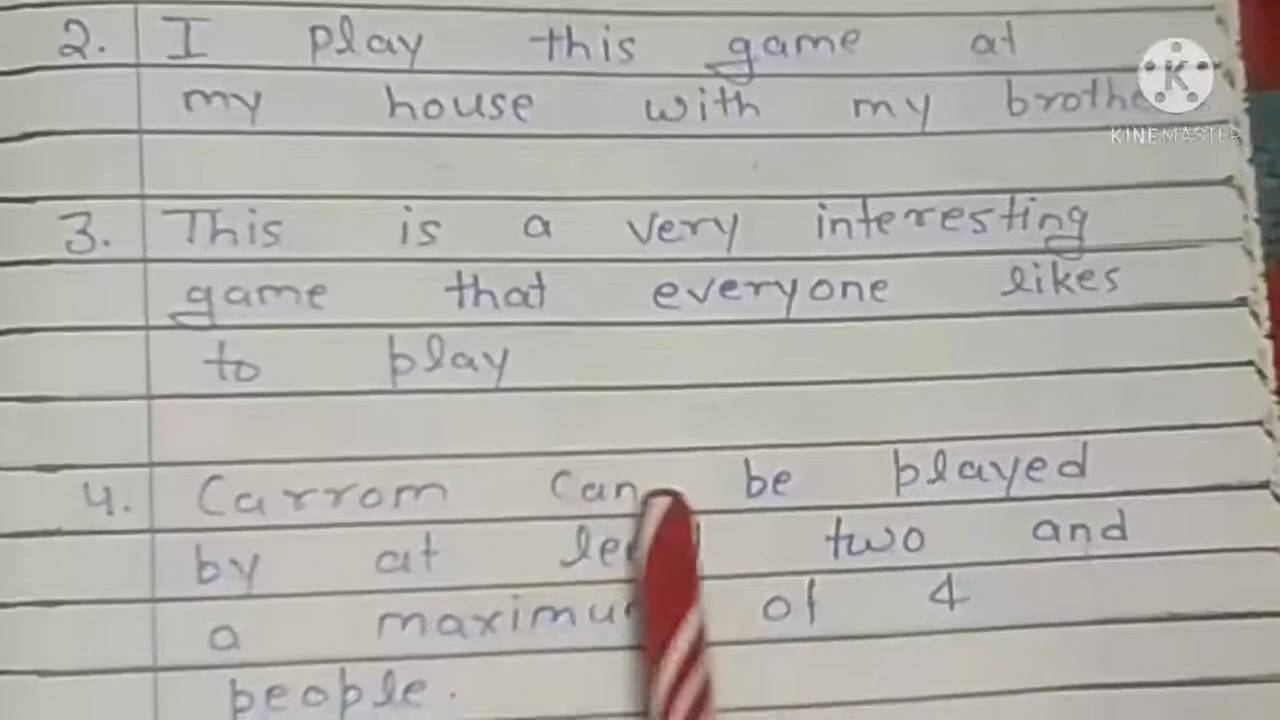 2. I play this game at
my house with my brothe
3. This is a very interesting
game that everyone likes
to play
4. Carrom can be played
by at two and
a of 4
people.
K
KINEMASTER